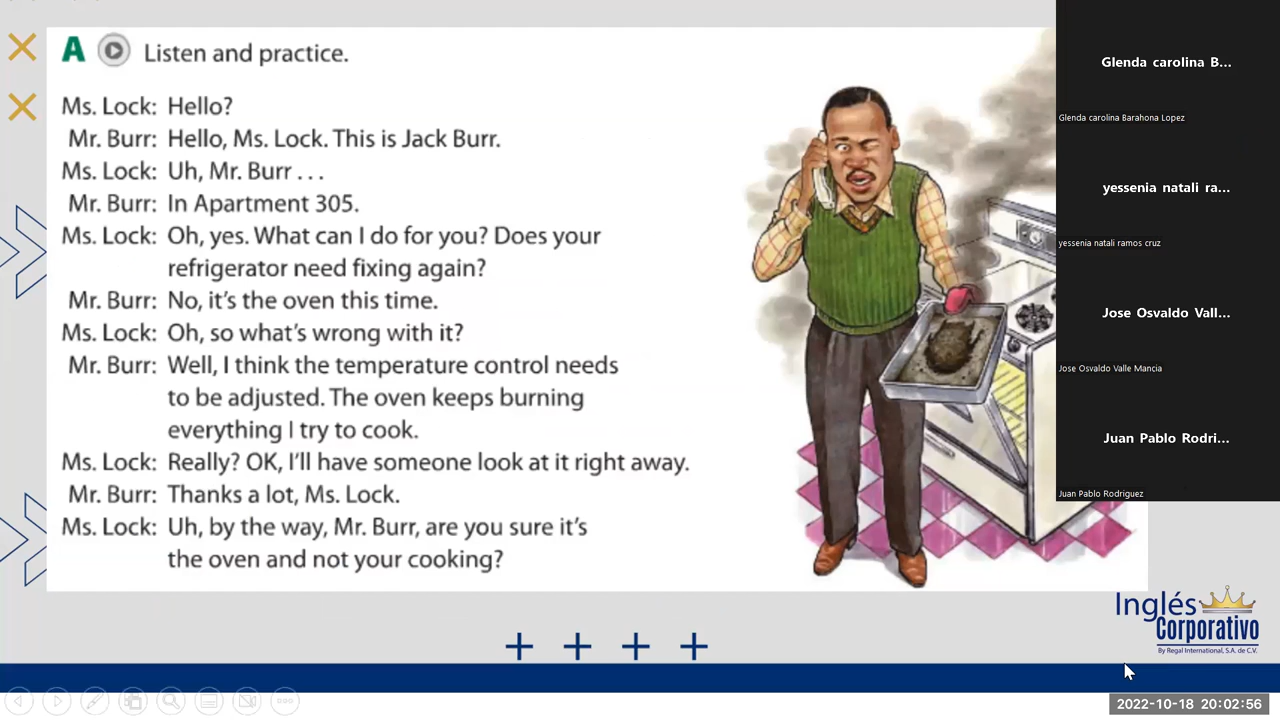 A Listen and practice.
Ms. Lock: Hello?
Mr. Burr: Hello, Ms. Lock. This is Jack Burr.
Ms. Lock: Uh, Mr. Burr . . .
Mr. Burr: In Apartment 305.
Ms. Lock: Oh, yes. What can I do for you? Does your
refrigerator need fixing again?
Mr. Burr: No, it's the oven this time.
Ms. Lock: Oh, so what's wrong with it?
Mr. Burr: Well, I think the temperature control needs
to be adjusted. The oven keeps burning
everything I try to cook.
Ms. Lock: Really? OK, I'll have someone look at it right away.
Mr. Burr: Thanks a lot, Ms. Lock.
Ms. Lock: Uh, by the way, Mr. Burr, are you sure it's
the oven and not your cooking?
Glenda carolina B...
Glenda carolina Barahona Lopez
yessenia natali ra...
yessenia natali ramos cruz
Jose Osvaldo Vall...
Jose Osvaldo Valle Mancia
Juan Pablo Rodri...
Juan Pablo Rodriguez
Inglés
Corporativo
By Regal International, S.A. de C.V.
2022-10-18 20:02:56